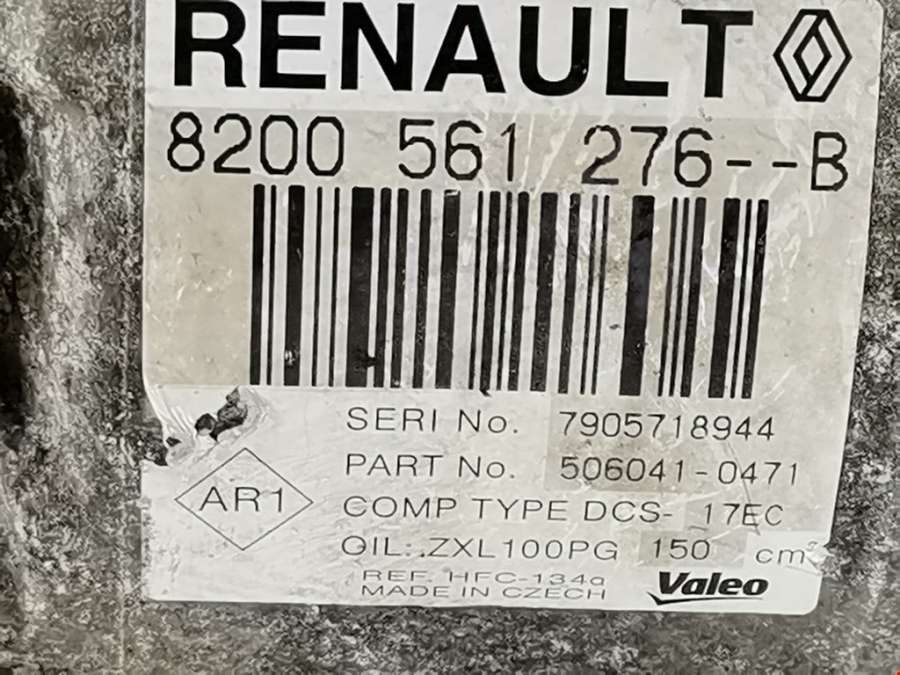 RENAULT
8200 561 276--B
SERI No. 7905718944
PART No. 506041-0471
AR1
COMP TYPE DCS- 17EC
OIL: ZXL100PG 150 cm³
REF. HFC-134a
MADE IN CZECH
Valeo